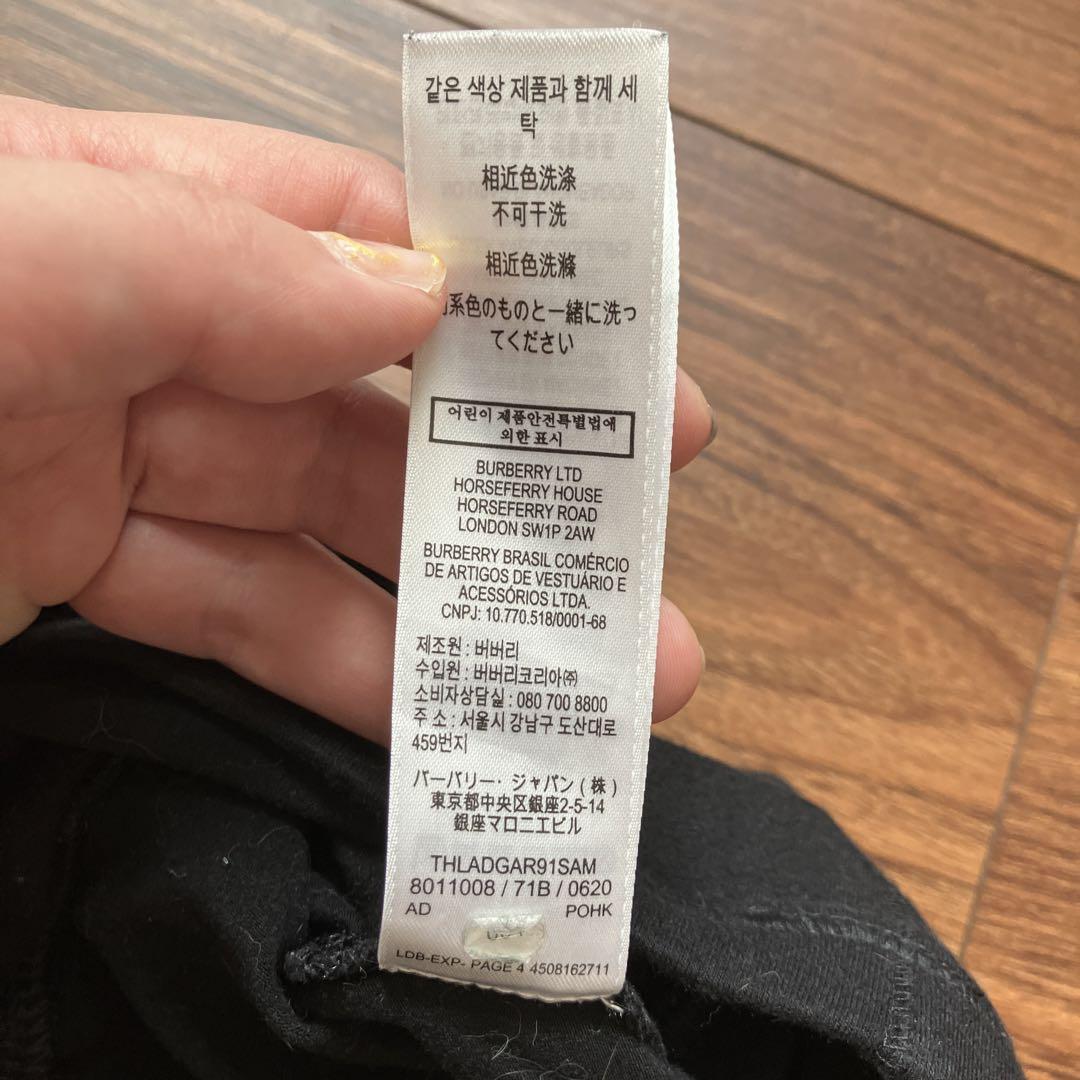 같은 색상 제품과 함께 세
탁
相近色洗涤
不可干洗
相近色洗滌
系色のものと一緒に洗っ
てください
어린이 제품안전특별법에
의한 표시
BURBERRY LTD
HORSEFERRY HOUSE
HORSEFERRY ROAD
LONDON SW1P 2AW
BURBERRY BRASIL COMÉRCIO
DE ARTIGOS DE VESTUÁRIO E
ACESSÓRIOS LTDA.
CNPJ: 10.770.518/0001-68
제조원 : 버버리
수입원 : 버버리코리아㈜
소비자상담실 : 080 700 8800
주 소 : 서울시 강남구 도산대로
459번지
バーバリー・ジャパン(株)
東京都中央区銀座2-5-14
銀座マロニエビル
THLADGAR91SAM
8011008 / 71B / 0620
AD POHK
LDB-EXP- PAGE 4 4508162711